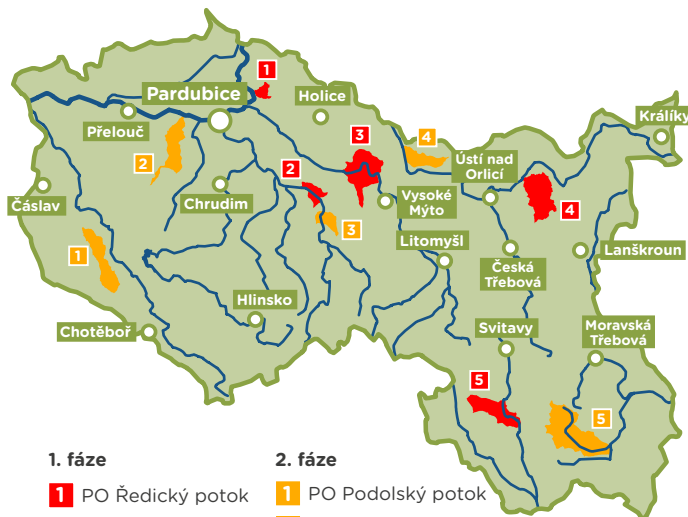 1
Pardubice
Holice
Přelouč
3
4
Králíky
2
2
Ústí nad
Orlicí
Čáslav
Chrudim
Vysoké
Mýto
4
3
Litomyšl
1
Česká
Třebová
Lanškroun
Hlinsko
Chotěboř
Svitavy
Moravská
Třebová
5
5
1. fáze
2. fáze
1 PO Ředický potok
1 PO Podolský potok